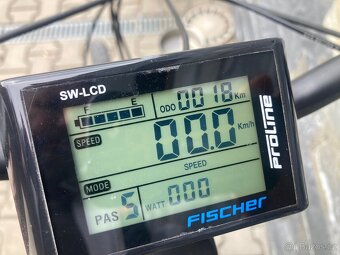 SW-LCD
F E
ODO 0018 Km
SPEED 00.0 Km/h
SPEED
MODE
PAS 5 WATT 000
FISCHER
PROLINE